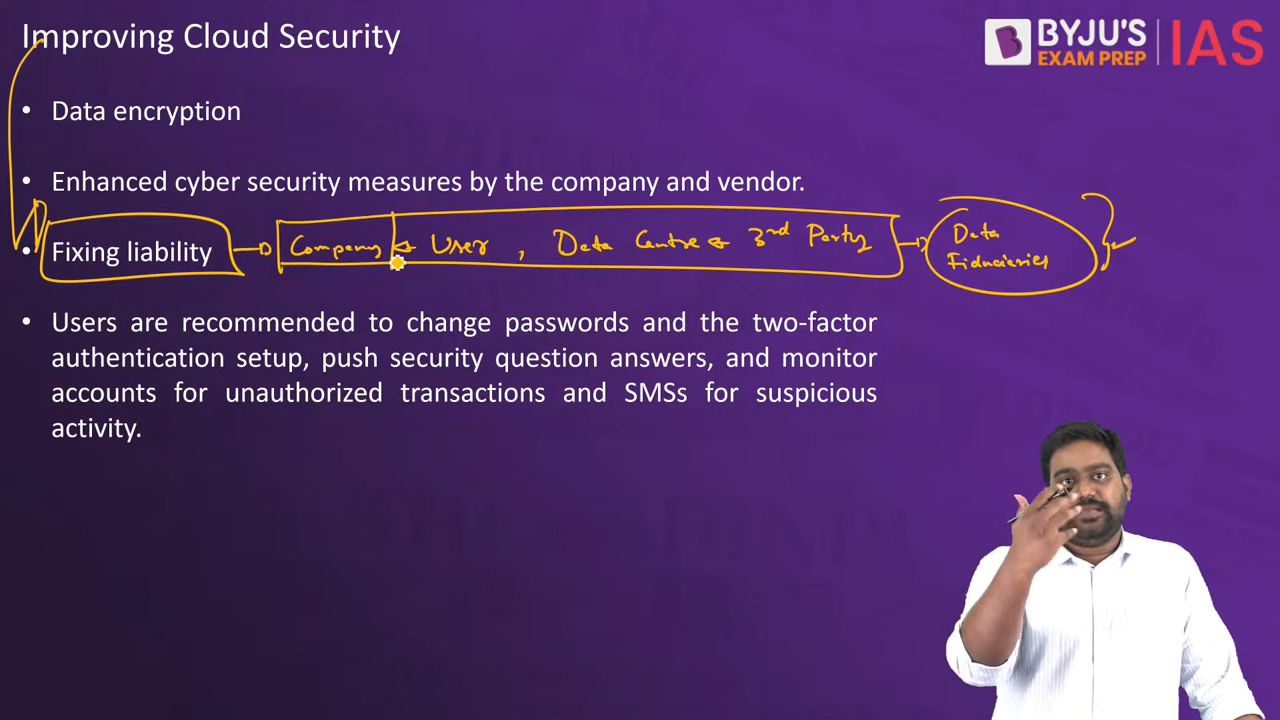 Improving Cloud Security
BYJU'S
EXAM PREP
IAS
• Data encryption
• Enhanced cyber security measures by the company and vendor.
• Fixing liability
Company & User, Data Centre & 3rd Party
Data
Fiduciaries
• Users are recommended to change passwords and the two-factor
authentication setup, push security question answers, and monitor
accounts for unauthorized transactions and SMSs for suspicious
activity.